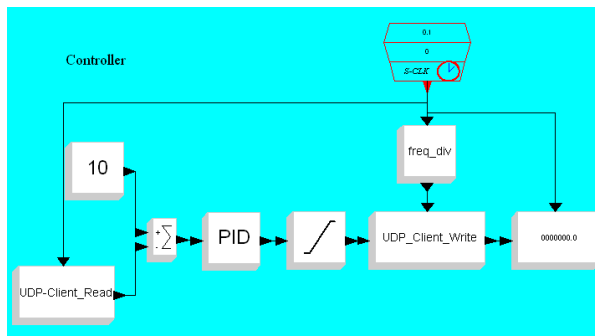 0.1
0
Controller
S-CLK
freq_div
10
+
Σ
-
PID
UDP_Client_Write
0000000.0
UDP-Client_Read